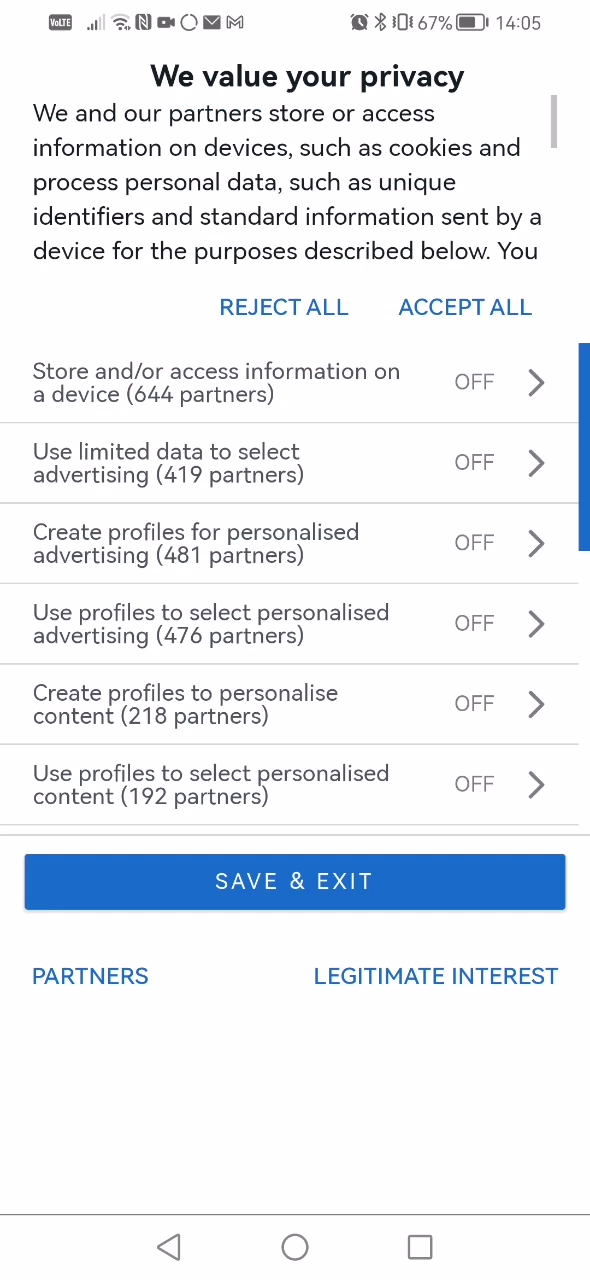 VoLTE 67% 14:05
We value your privacy
We and our partners store or access
information on devices, such as cookies and
process personal data, such as unique
identifiers and standard information sent by a
device for the purposes described below. You
REJECT ALL ACCEPT ALL
Store and/or access information on
a device (644 partners)
OFF
Use limited data to select
advertising (419 partners)
OFF
Create profiles for personalised
advertising (481 partners)
OFF
Use profiles to select personalised
advertising (476 partners)
OFF
Create profiles to personalise
content (218 partners)
OFF
Use profiles to select personalised
content (192 partners)
OFF
SAVE & EXIT
PARTNERS LEGITIMATE INTEREST